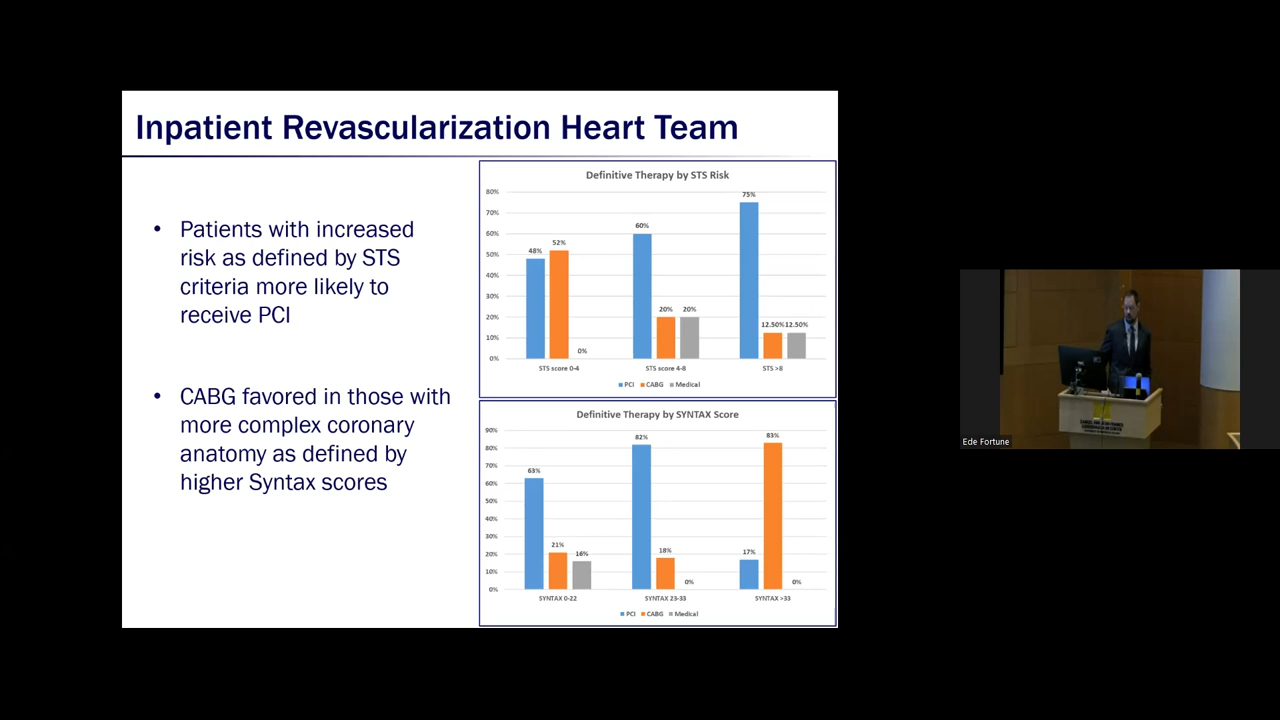 Inpatient Revascularization Heart Team
• Patients with increased
risk as defined by STS
criteria more likely to
receive PCI
• CABG favored in those with
more complex coronary
anatomy as defined by
higher Syntax scores
Definitive Therapy by STS Risk
80%
70%
60%
50%
40%
30%
20%
10%
0%
48%
52%
0%
60%
20%
20%
75%
12.50%
12.50%
STS score 0-4
STS score 4-8
STS >8
PCI
CABG
Medical
Definitive Therapy by SYNTAX Score
90%
80%
70%
60%
50%
40%
30%
20%
10%
0%
63%
21%
16%
82%
18%
0%
17%
83%
0%
SYNTAX 0-22
SYNTAX 23-33
SYNTAX >33
PCI
CABG
Medical
Ede Fortune